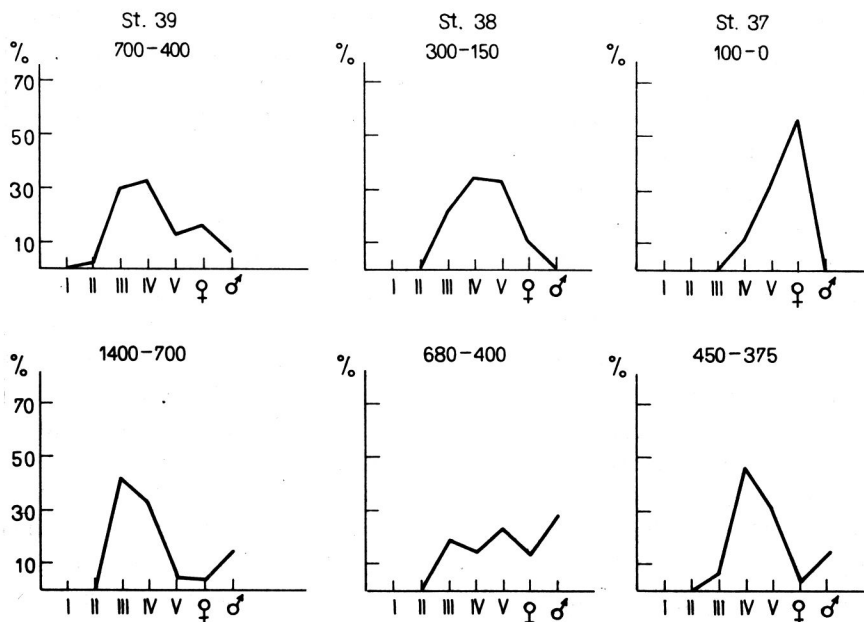 St. 39
700-400
%
70
50
30
10
I II III IV V ♀ ♂
St. 38
300-150
%
I II III IV V ♀ ♂
St. 37
100-0
%
I II III IV V ♀ ♂
1400-700
%
70
50
30
10
I II III IV V ♀ ♂
680-400
%
I II III IV V ♀ ♂
450-375
%
I II III IV V ♀ ♂